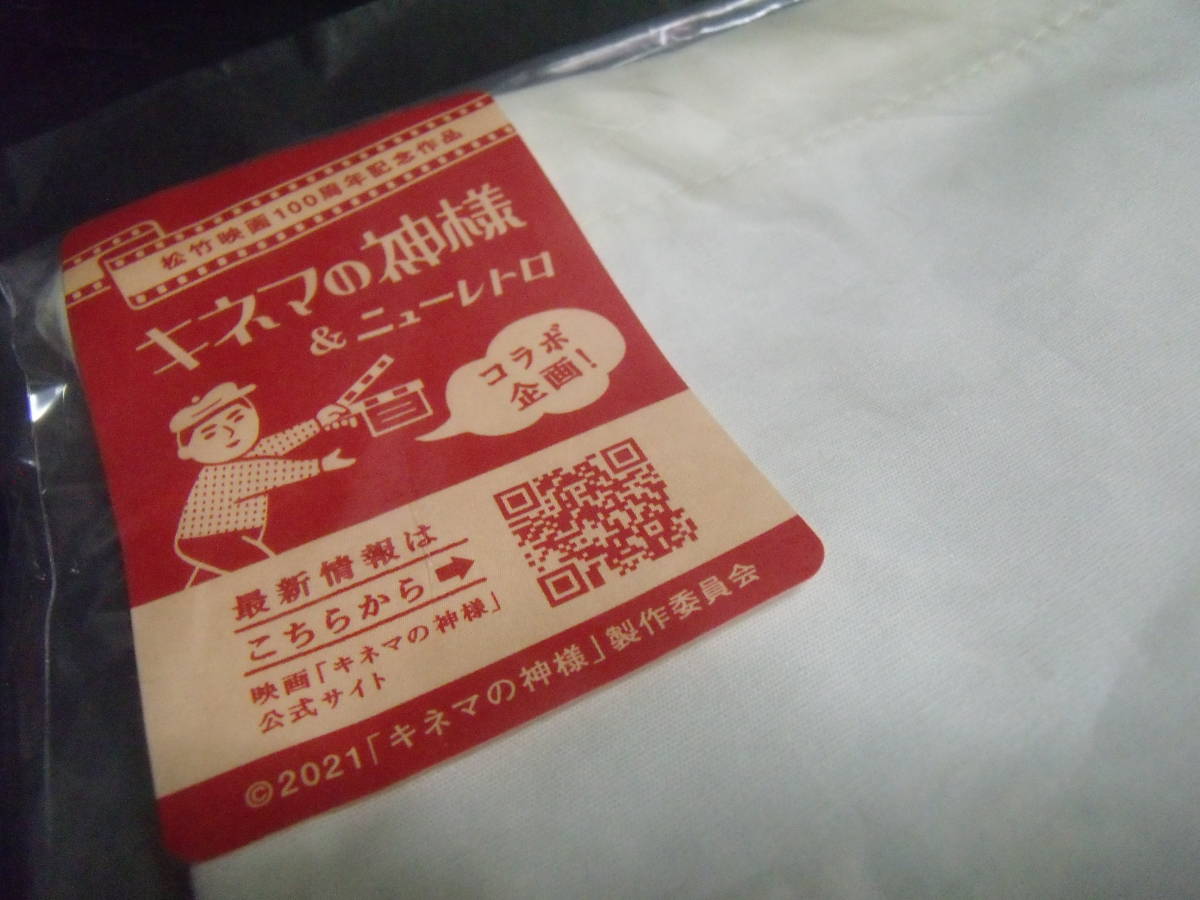 松竹映画100周年記念作品
キネマの神様
&ニューレトロ
コラボ
企画!
最新情報は
こちらから➡
映画「キネマの神様」
公式サイト
©2021「キネマの神様」製作委員会